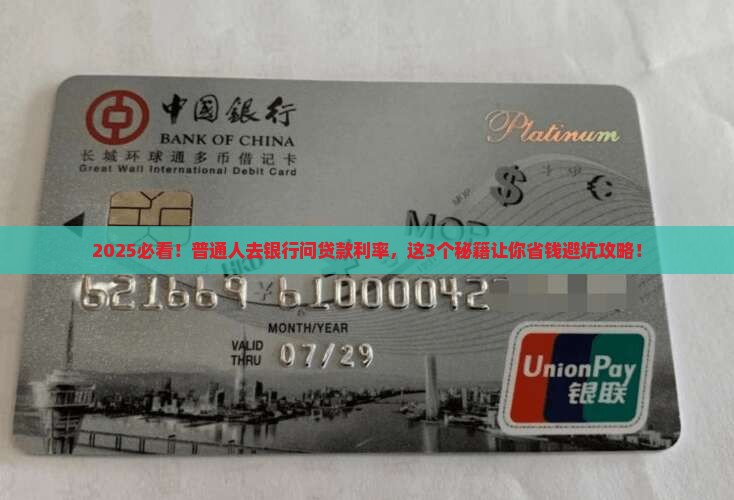 中国银行
BANK OF CHINA
长城环球通多币借记卡
Great Wall International Debit Card
Platinum
MOP
$ €
MOP
HKD
2025必看！普通人去银行问贷款利率，这3个秘籍让你省钱避坑攻略！
621669 61000042
MONTH/YEAR
VALID THRU 07/29
UnionPay
银联